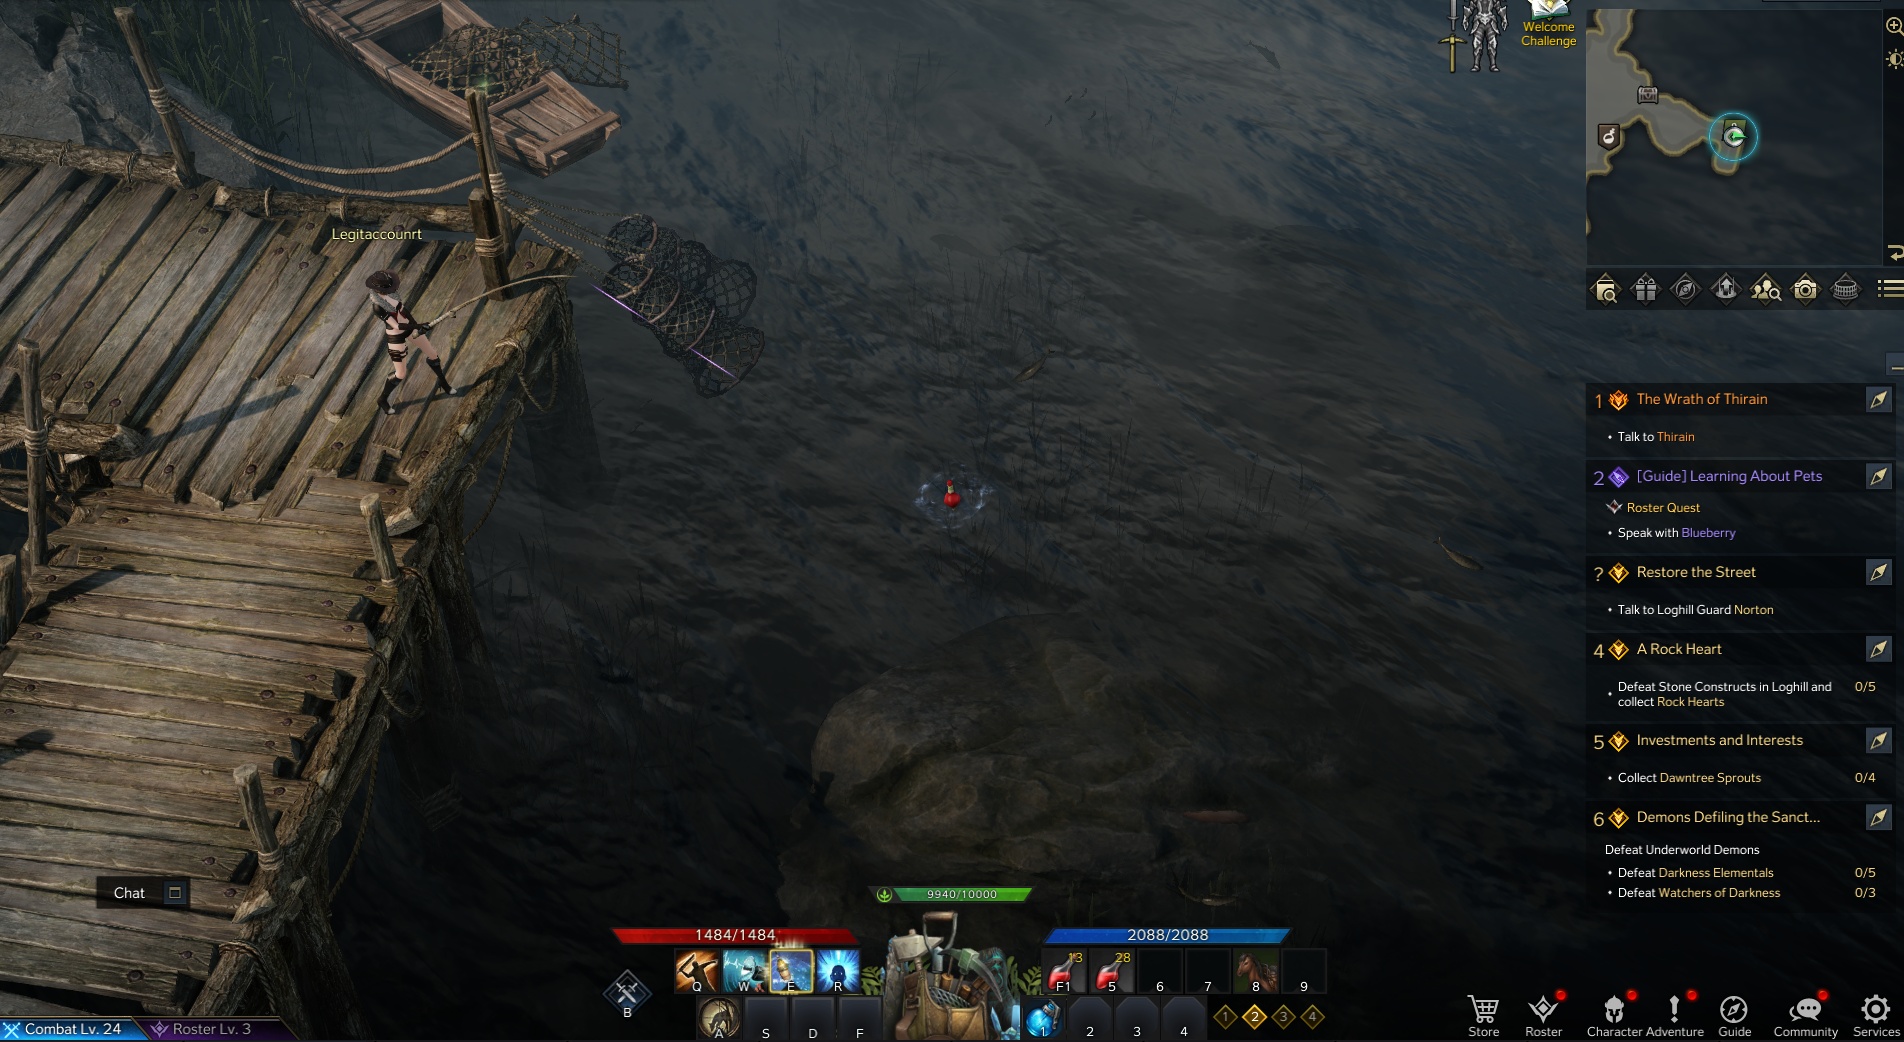 Welcome
Challenge
Legitaccounrt
1 The Wrath of Thirain
• Talk to Thirain
2 [Guide] Learning About Pets
Roster Quest
• Speak with Blueberry
? Restore the Street
• Talk to Loghill Guard Norton
4 A Rock Heart
• Defeat Stone Constructs in Loghill and 0/5
collect Rock Hearts
5 Investments and Interests
• Collect Dawntree Sprouts 0/4
6 Demons Defiling the Sanct...
Defeat Underworld Demons
• Defeat Darkness Elementals 0/5
• Defeat Watchers of Darkness 0/3
Chat
9940/10000
1484/1484 2088/2088
13 28
Q W E R F1 5 6 7 8 9
B
A S D F 1 2 3 4 1 2 3 4
Combat Lv. 24 Roster Lv. 3
Store Roster Character Adventure Guide Community Services